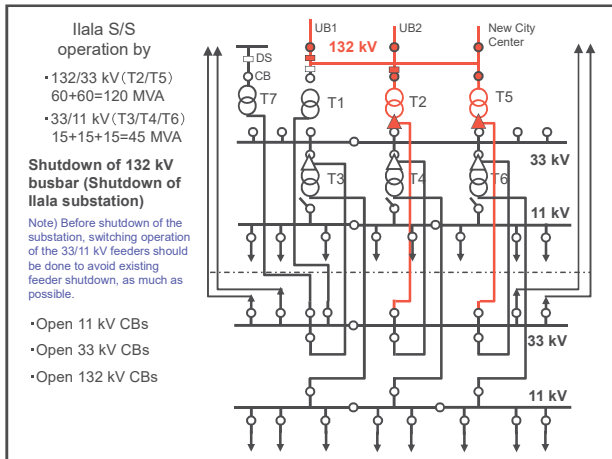 Ilala S/S
operation by
・132/33 kV(T2/T5)
60+60=120 MVA
・33/11 kV(T3/T4/T6)
15+15+15=45 MVA
Shutdown of 132 kV
busbar (Shutdown of
Ilala substation)
Note) Before shutdown of the
substation, switching operation
of the 33/11 kV feeders should
be done to avoid existing
feeder shutdown, as much as
possible.
・Open 11 kV CBs
・Open 33 kV CBs
・Open 132 kV CBs
UB1
UB2
New City
Center
132 kV
DS
CB
T7
T1
T2
T5
33 kV
T3
T4
T6
11 kV
33 kV
11 kV